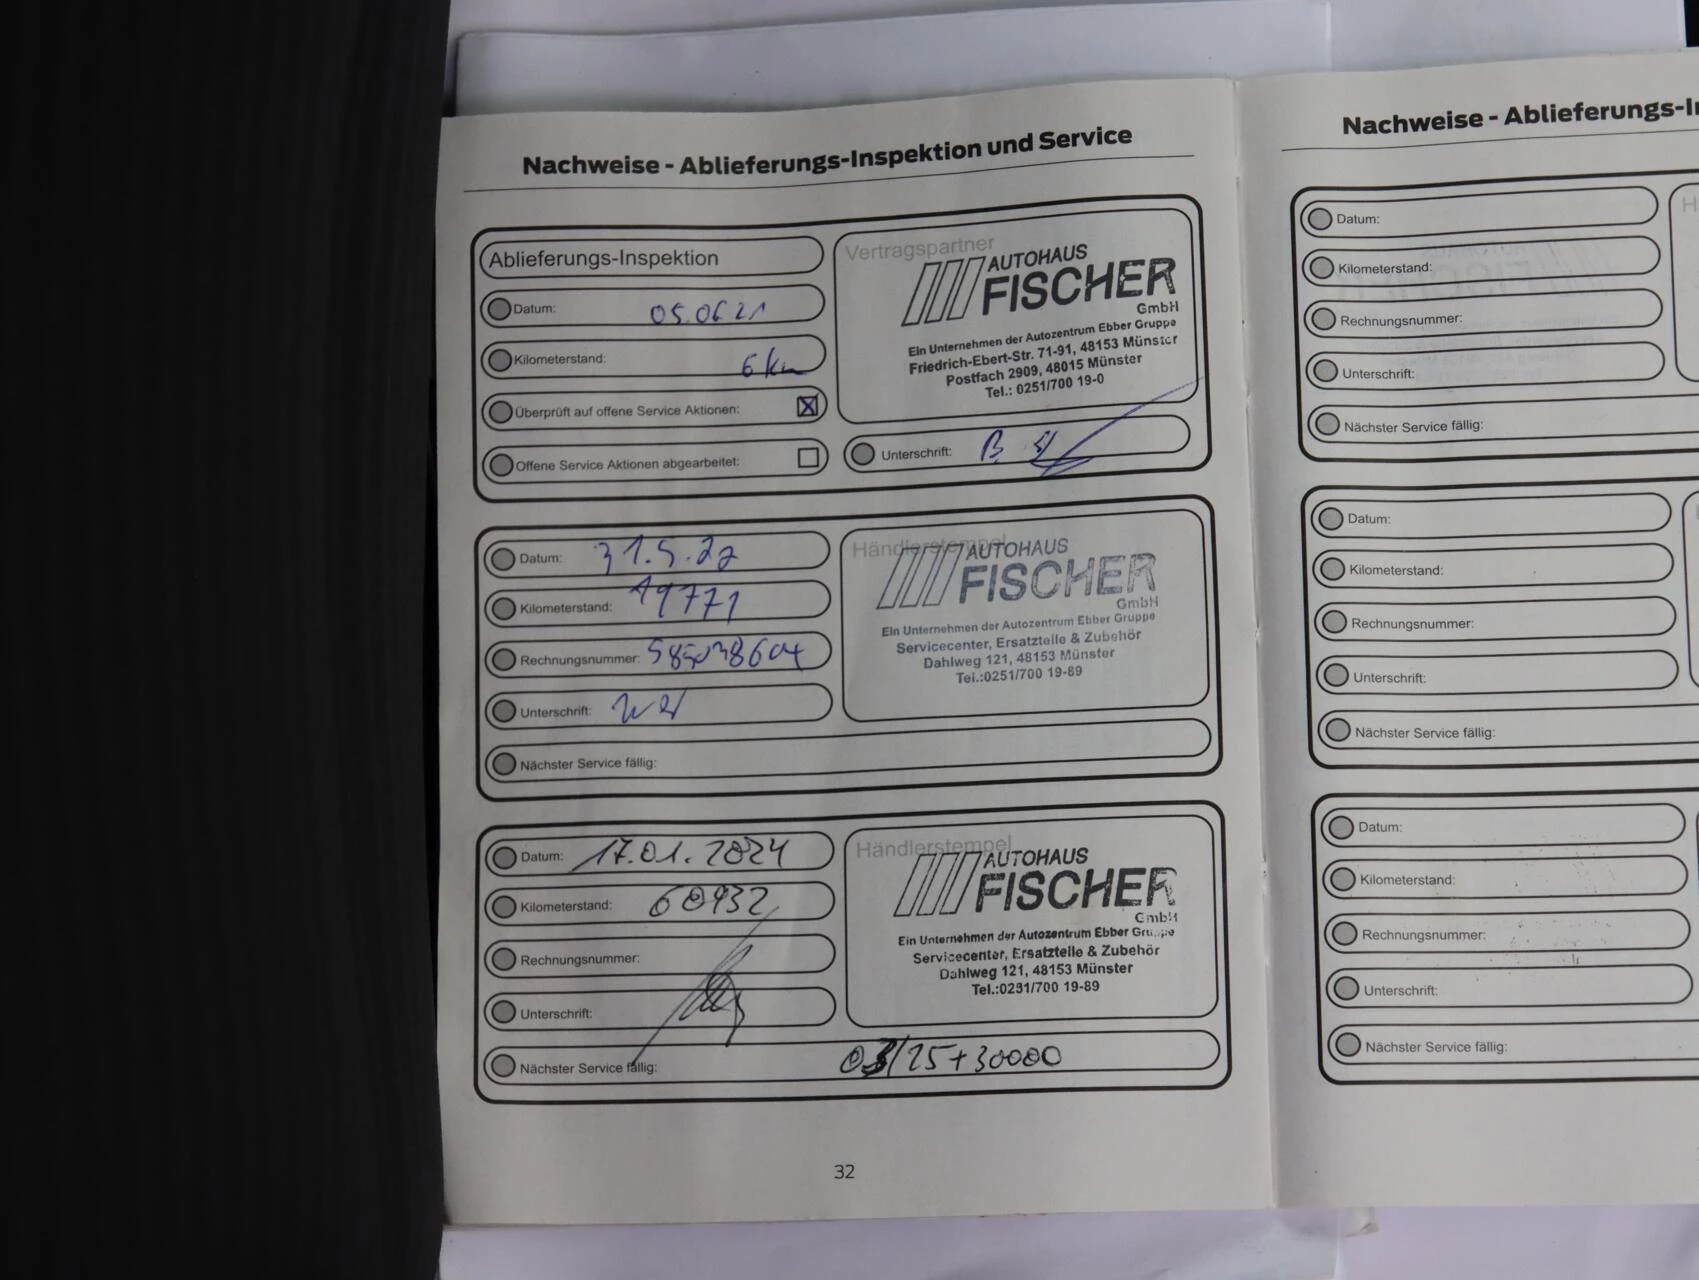 Nachweise - Ablieferungs-Inspektion und Service
Ablieferungs-Inspektion
Datum: 05.06.21
Kilometerstand: 6 km
Überprüft auf offene Service Aktionen: X
Offene Service Aktionen abgearbeitet:
Vertragspartner
AUTOHAUS
FISCHER
GmbH
Ein Unternehmen der Autozentrum Ebber Gruppe
Friedrich-Ebert-Str. 71-91, 48153 Münster
Postfach 2909, 48015 Münster
Tel.: 0251/700 19-0
Unterschrift:
Datum: 31.5.22
Kilometerstand: 19771
Rechnungsnummer:
Unterschrift:
Nächster Service fällig:
Händlerstempel
AUTOHAUS
FISCHER
GmbH
Ein Unternehmen der Autozentrum Ebber Gruppe
Servicecenter, Ersatzteile & Zubehör
Dahlweg 121, 48153 Münster
Tel.:0251/700 19-89
Datum: 17.01.2024
Kilometerstand: 60932
Rechnungsnummer:
Unterschrift:
Nächster Service fällig: 03/25+30000
Händlerstempel
AUTOHAUS
FISCHER
GmbH
Ein Unternehmen der Autozentrum Ebber Gruppe
Servicecenter, Ersatzteile & Zubehör
Dahlweg 121, 48153 Münster
Tel.:0251/700 19-89
32
Nachweise - Ablieferungs-I
Datum:
Kilometerstand:
Rechnungsnummer:
Unterschrift:
Nächster Service fällig:
H
Datum:
Kilometerstand:
Rechnungsnummer:
Unterschrift:
Nächster Service fällig:
Datum:
Kilometerstand:
Rechnungsnummer:
Unterschrift:
Nächster Service fällig: